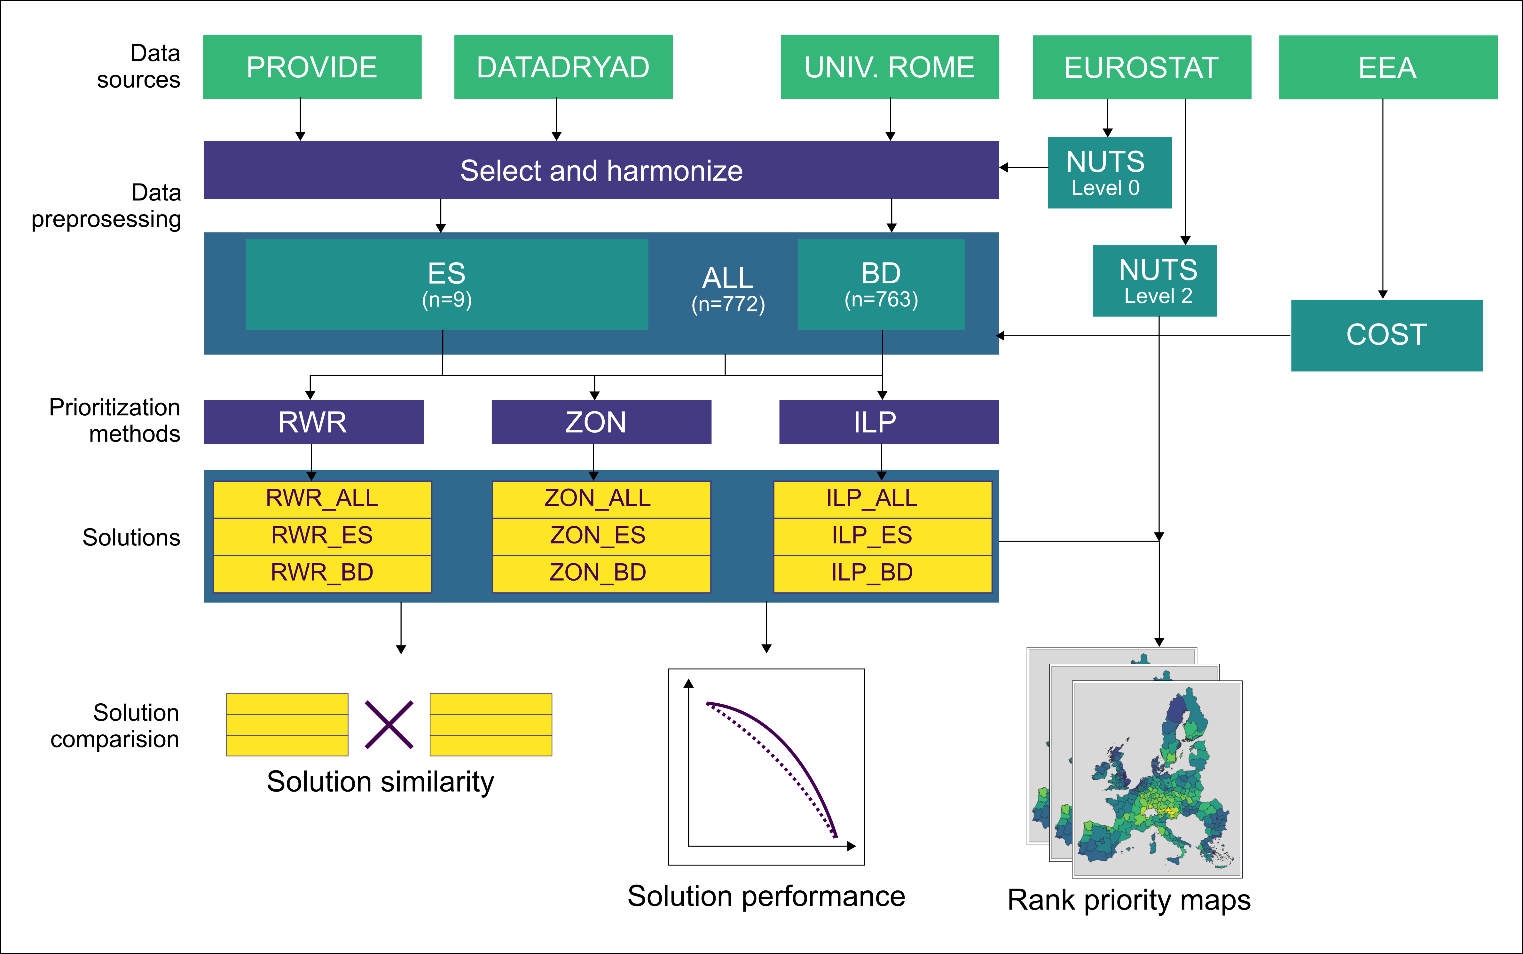 Data
sources
PROVIDE
DATADRYAD
UNIV. ROME
EUROSTAT
EEA
Data
preprosessing
Select and harmonize
NUTS
Level 0
ES
(n=9)
ALL
(n=772)
BD
(n=763)
NUTS
Level 2
COST
Prioritization
methods
RWR
ZON
ILP
Solutions
RWR_ALL
RWR_ES
RWR_BD
ZON_ALL
ZON_ES
ZON_BD
ILP_ALL
ILP_ES
ILP_BD
Solution
comparision
Solution similarity
Solution performance
Rank priority maps